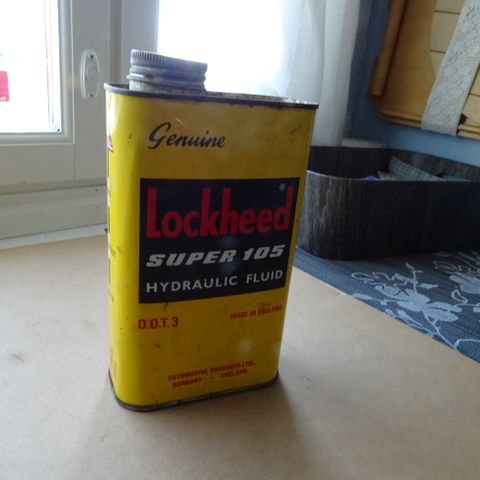 Genuine
Lockheed®
SUPER 105
HYDRAULIC FLUID
D.O.T. 3
MADE IN ENGLAND
AUTOMOTIVE PRODUCTS LTD.,
BANBURY ENGLAND.